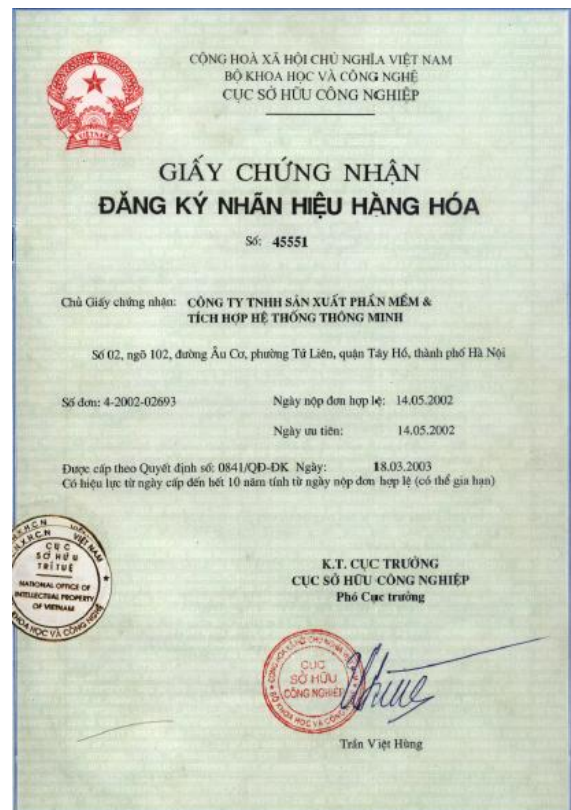 VIỆT NAM
CỘNG HOÀ XÃ HỘI CHỦ NGHĨA VIỆT NAM
BỘ KHOA HỌC VÀ CÔNG NGHỆ
CỤC SỞ HỮU CÔNG NGHIỆP
GIẤY CHỨNG NHẬN
ĐĂNG KÝ NHÃN HIỆU HÀNG HÓA
Số: 45551
Chủ Giấy chứng nhận: CÔNG TY TNHH SẢN XUẤT PHẦN MỀM &
TÍCH HỢP HỆ THỐNG THÔNG MINH
Số 02, ngõ 102, đường Âu Cơ, phường Tứ Liên, quận Tây Hồ, thành phố Hà Nội
Số đơn: 4-2002-02693 Ngày nộp đơn hợp lệ: 14.05.2002
Ngày ưu tiên: 14.05.2002
Được cấp theo Quyết định số: 0841/QĐ-ĐK Ngày: 18.03.2003
Có hiệu lực từ ngày cấp đến hết 10 năm tính từ ngày nộp đơn hợp lệ (có thể gia hạn)
CỤC
SỞ HỮU
TRÍ TUỆ
NATIONAL OFFICE OF
INTELLECTUAL PROPERTY
OF VIETNAM
K.T. CỤC TRƯỞNG
CỤC SỞ HỮU CÔNG NGHIỆP
Phó Cục trưởng
CỤC
SỞ HỮU
CÔNG NGHIỆP
Trần Việt Hùng